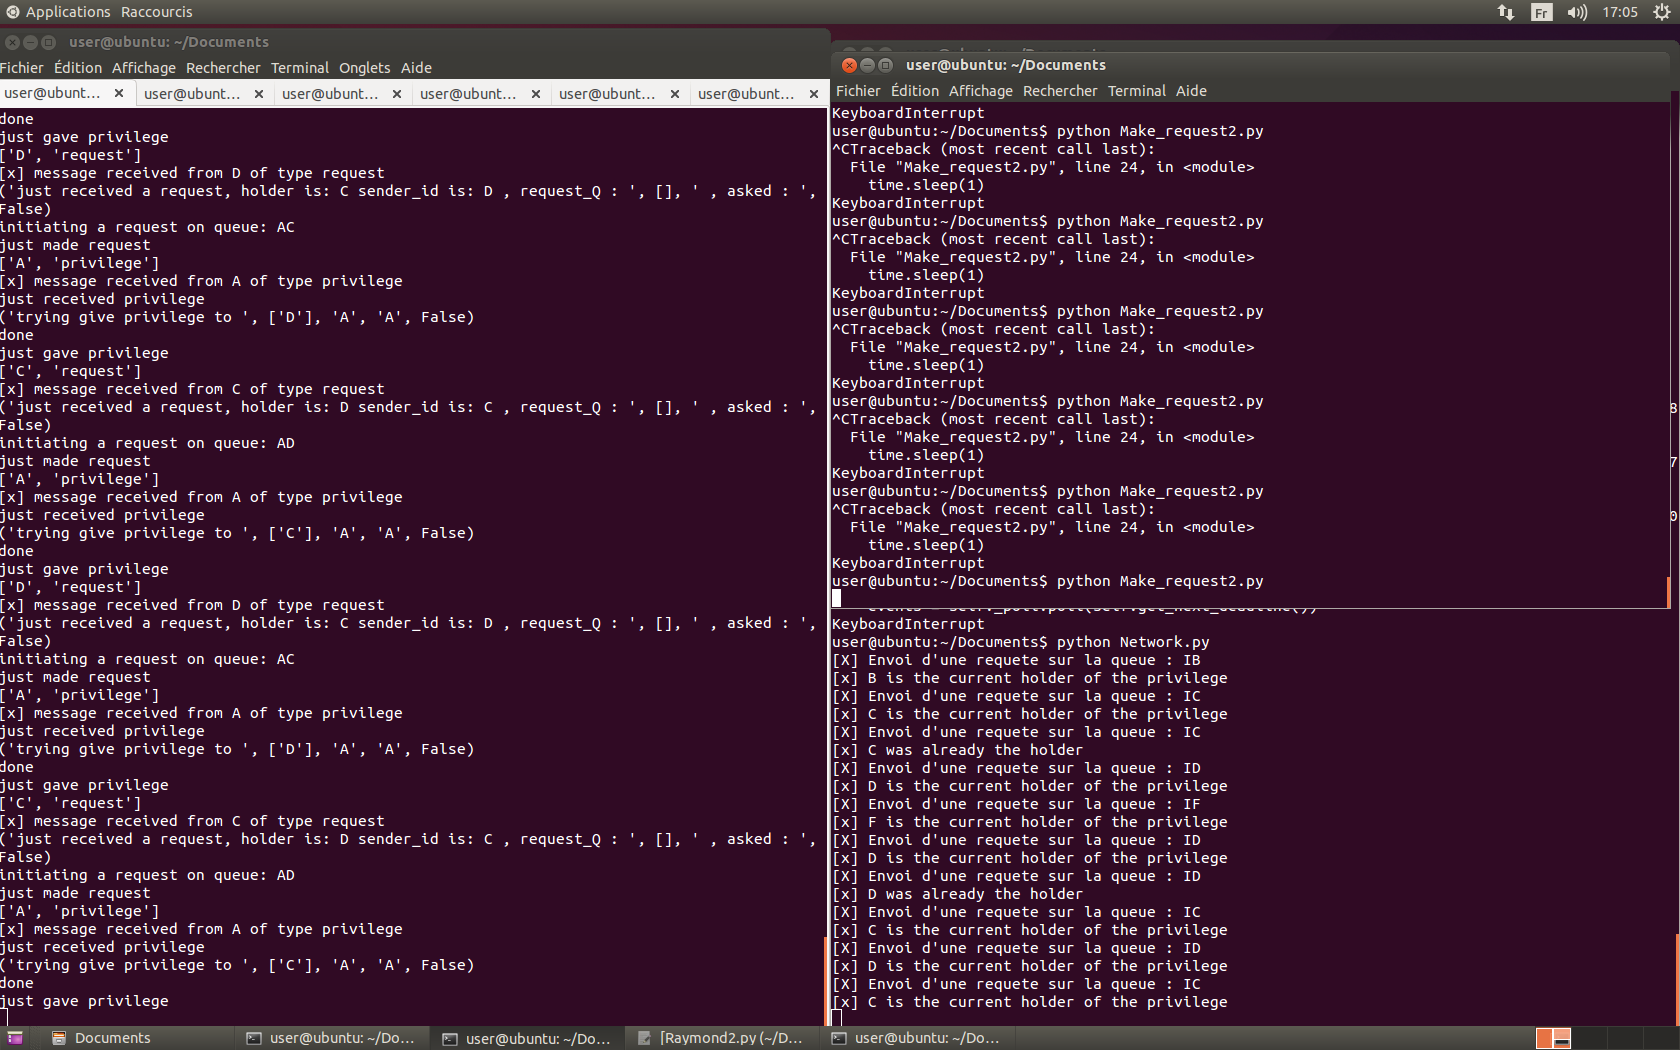 Applications Raccourcis
Fr 17:05
user@ubuntu: ~/Documents
Fichier Édition Affichage Rechercher Terminal Onglets Aide
user@ubunt... × user@ubunt... × user@ubunt... × user@ubunt... × user@ubunt... × user@ubunt... ×
done
just gave privilege
['D', 'request']
[x] message received from D of type request
('just received a request, holder is: C sender_id is: D , request_Q : ', [], ' , asked : ',
False)
initiating a request on queue: AC
just made request
['A', 'privilege']
[x] message received from A of type privilege
just received privilege
('trying give privilege to ', ['D'], 'A', 'A', False)
done
just gave privilege
['C', 'request']
[x] message received from C of type request
('just received a request, holder is: D sender_id is: C , request_Q : ', [], ' , asked : ',
False)
initiating a request on queue: AD
just made request
['A', 'privilege']
[x] message received from A of type privilege
just received privilege
('trying give privilege to ', ['C'], 'A', 'A', False)
done
just gave privilege
['D', 'request']
[x] message received from D of type request
('just received a request, holder is: C sender_id is: D , request_Q : ', [], ' , asked : ',
False)
initiating a request on queue: AC
just made request
['A', 'privilege']
[x] message received from A of type privilege
just received privilege
('trying give privilege to ', ['D'], 'A', 'A', False)
done
just gave privilege
['C', 'request']
[x] message received from C of type request
('just received a request, holder is: D sender_id is: C , request_Q : ', [], ' , asked : ',
False)
initiating a request on queue: AD
just made request
['A', 'privilege']
[x] message received from A of type privilege
just received privilege
('trying give privilege to ', ['C'], 'A', 'A', False)
done
just gave privilege
user@ubuntu: ~/Documents
Fichier Édition Affichage Rechercher Terminal Aide
KeyboardInterrupt
user@ubuntu:~/Documents$ python Make_request2.py
^CTraceback (most recent call last):
File "Make_request2.py", line 24, in <module>
time.sleep(1)
KeyboardInterrupt
user@ubuntu:~/Documents$ python Make_request2.py
^CTraceback (most recent call last):
File "Make_request2.py", line 24, in <module>
time.sleep(1)
KeyboardInterrupt
user@ubuntu:~/Documents$ python Make_request2.py
^CTraceback (most recent call last):
File "Make_request2.py", line 24, in <module>
time.sleep(1)
KeyboardInterrupt
user@ubuntu:~/Documents$ python Make_request2.py
^CTraceback (most recent call last):
File "Make_request2.py", line 24, in <module>
time.sleep(1)
KeyboardInterrupt
user@ubuntu:~/Documents$ python Make_request2.py
^CTraceback (most recent call last):
File "Make_request2.py", line 24, in <module>
time.sleep(1)
KeyboardInterrupt
user@ubuntu:~/Documents$ python Make_request2.py
8
7
0
KeyboardInterrupt
user@ubuntu:~/Documents$ python Network.py
[X] Envoi d'une requete sur la queue : IB
[x] B is the current holder of the privilege
[X] Envoi d'une requete sur la queue : IC
[x] C is the current holder of the privilege
[X] Envoi d'une requete sur la queue : IC
[x] C was already the holder
[X] Envoi d'une requete sur la queue : ID
[x] D is the current holder of the privilege
[X] Envoi d'une requete sur la queue : IF
[x] F is the current holder of the privilege
[X] Envoi d'une requete sur la queue : ID
[x] D is the current holder of the privilege
[X] Envoi d'une requete sur la queue : ID
[x] D was already the holder
[X] Envoi d'une requete sur la queue : IC
[x] C is the current holder of the privilege
[X] Envoi d'une requete sur la queue : ID
[x] D is the current holder of the privilege
[X] Envoi d'une requete sur la queue : IC
[x] C is the current holder of the privilege
Documents user@ubuntu: ~/Do... user@ubuntu: ~/Do... [Raymond2.py (~/D... user@ubuntu: ~/Do...